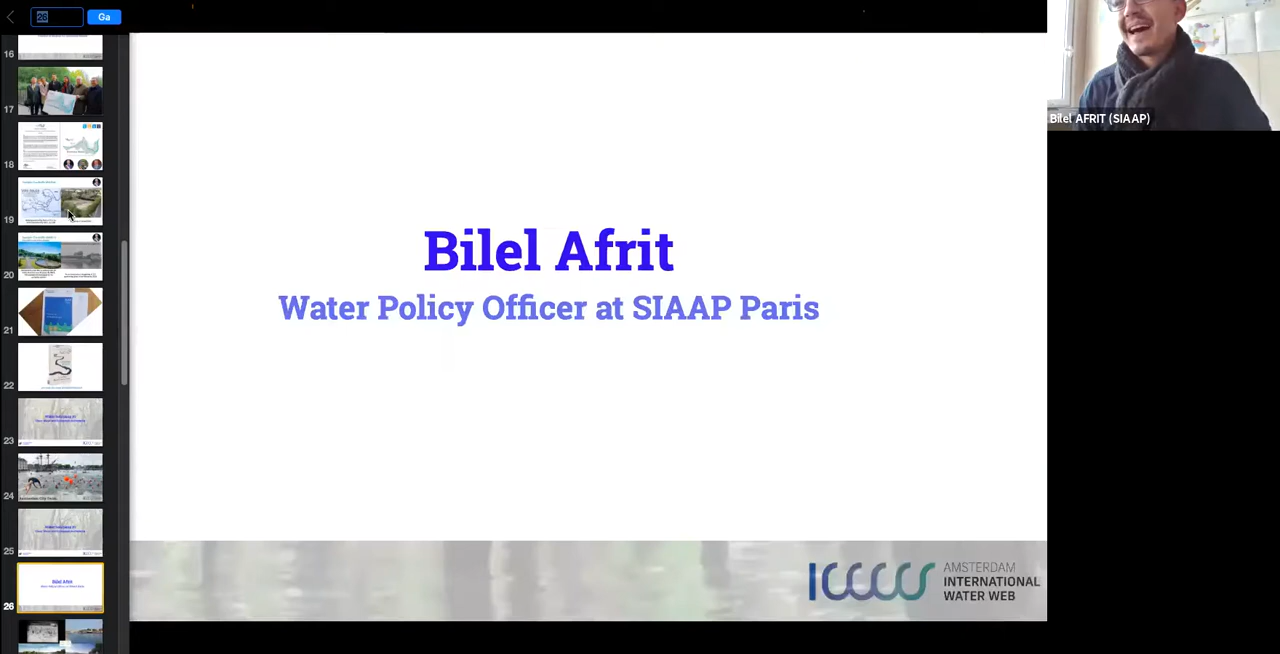 26
Ga
16
17
18
19
20
21
22
23
24
25
26
Bilel Afrit
Water Policy Officer at SIAAP Paris
AMSTERDAM
INTERNATIONAL
WATER WEB
Bilel AFRIT (SIAAP)